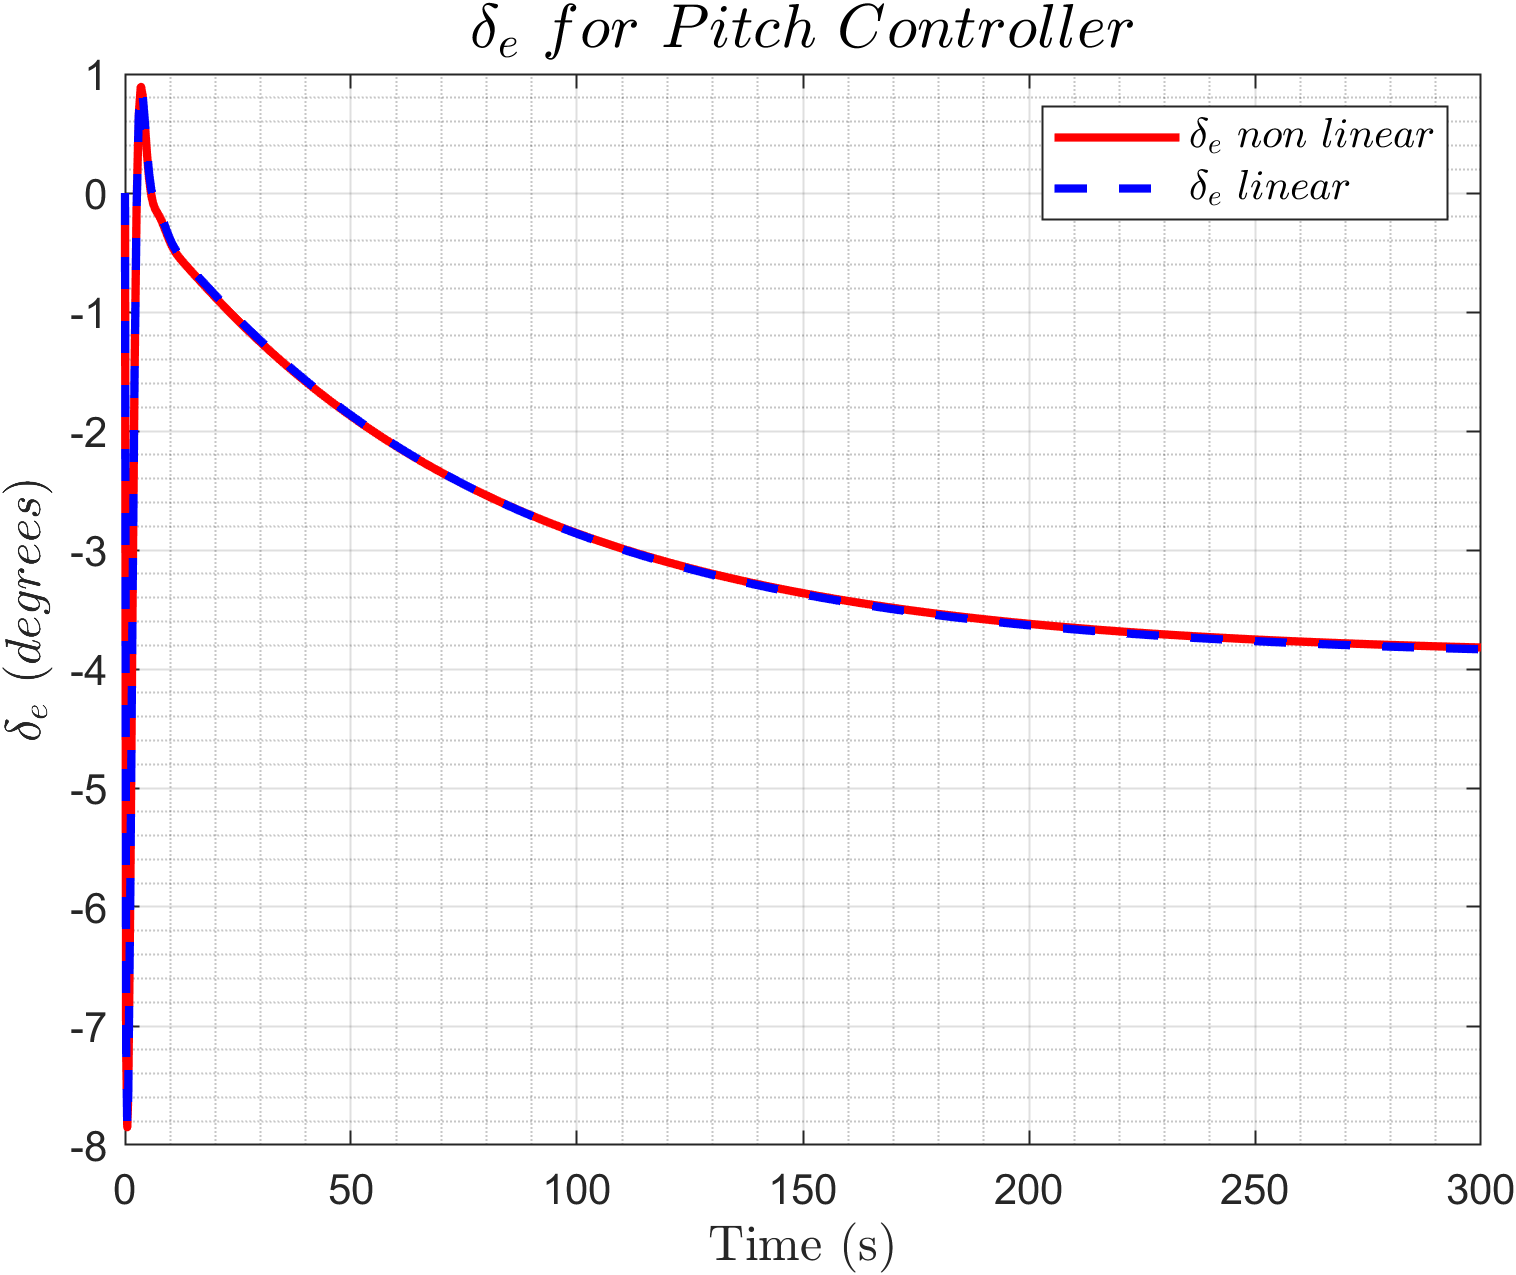 δₑ for Pitch Controller
δₑ non linear
δₑ linear
1
0
-1
-2
-3
-4
-5
-6
-7
-8
δₑ (degrees)
0 50 100 150 200 250 300
Time (s)